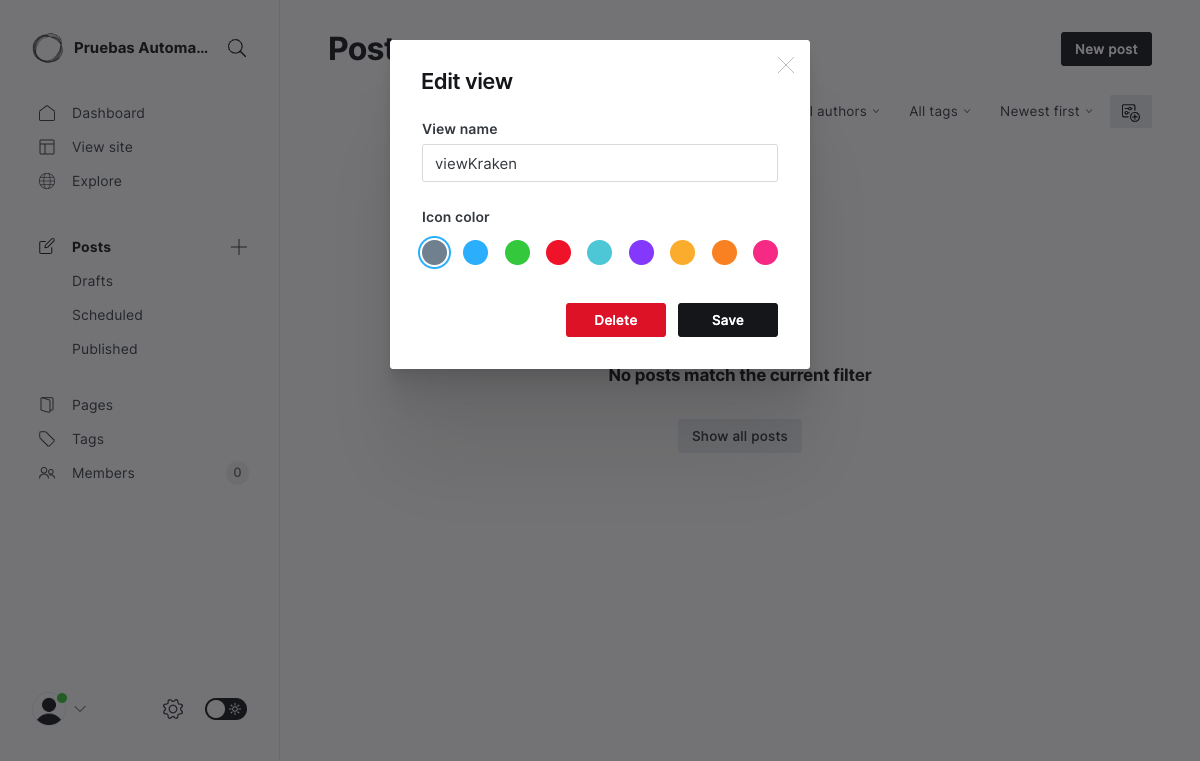 Pruebas Automa...
Dashboard
View site
Explore
Posts
Drafts
Scheduled
Published
Pages
Tags
Members
0
New post
authors
All tags
Newest first
Edit view
View name
viewKraken
Icon color
Delete
Save
No posts match the current filter
Show all posts